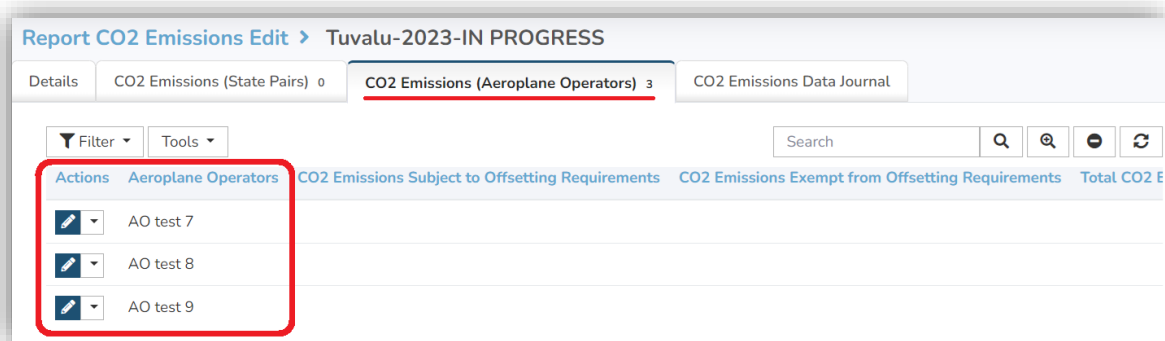 Report CO2 Emissions Edit > Tuvalu-2023-IN PROGRESS
Details CO2 Emissions (State Pairs) 0 CO2 Emissions (Aeroplane Operators) 3 CO2 Emissions Data Journal
Filter Tools Search
Actions Aeroplane Operators CO2 Emissions Subject to Offsetting Requirements CO2 Emissions Exempt from Offsetting Requirements Total CO2 E
AO test 7
AO test 8
AO test 9